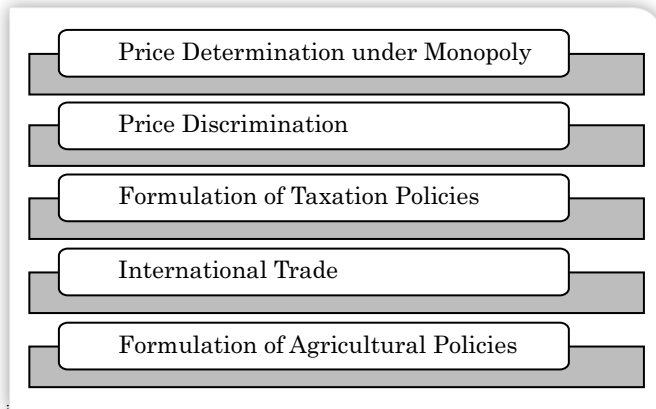 Price Determination under Monopoly
Price Discrimination
Formulation of Taxation Policies
International Trade
Formulation of Agricultural Policies